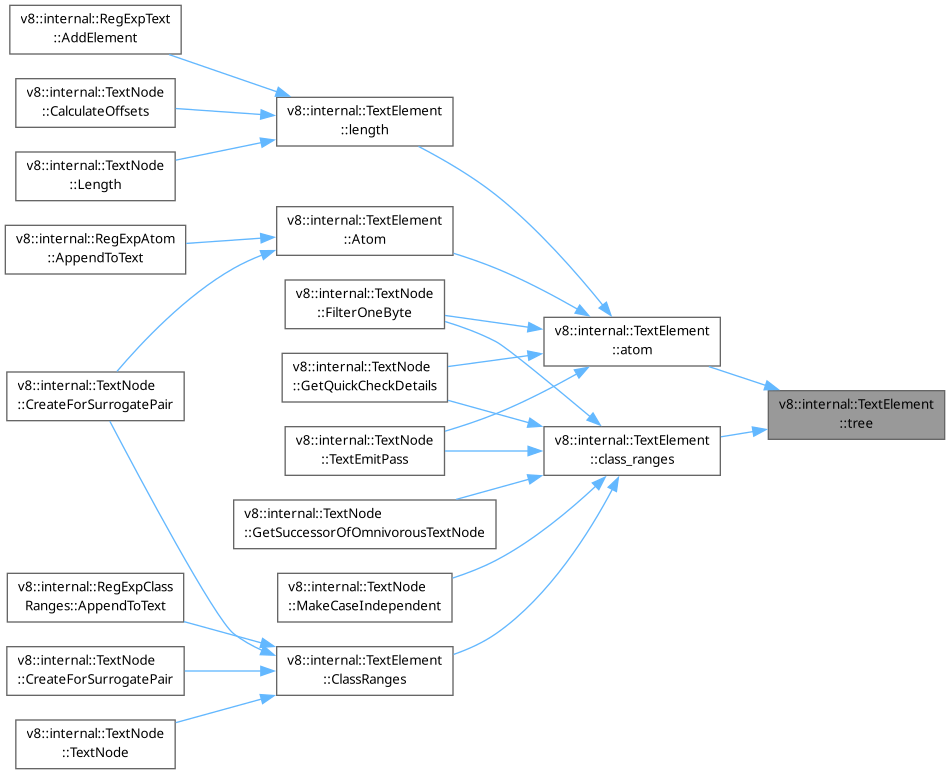 v8::internal::RegExpText
::AddElement
v8::internal::TextNode
::CalculateOffsets
v8::internal::TextElement
::length
v8::internal::TextNode
::Length
v8::internal::RegExpAtom
::AppendToText
v8::internal::TextElement
::Atom
v8::internal::TextNode
::FilterOneByte
v8::internal::TextElement
::atom
v8::internal::TextNode
::GetQuickCheckDetails
v8::internal::TextNode
::CreateForSurrogatePair
v8::internal::TextElement
::tree
v8::internal::TextNode
::TextEmitPass
v8::internal::TextElement
::class_ranges
v8::internal::TextNode
::GetSuccessorOfOmnivorousTextNode
v8::internal::TextNode
::MakeCaseIndependent
v8::internal::RegExpClass
Ranges::AppendToText
v8::internal::TextNode
::CreateForSurrogatePair
v8::internal::TextElement
::ClassRanges
v8::internal::TextNode
::TextNode